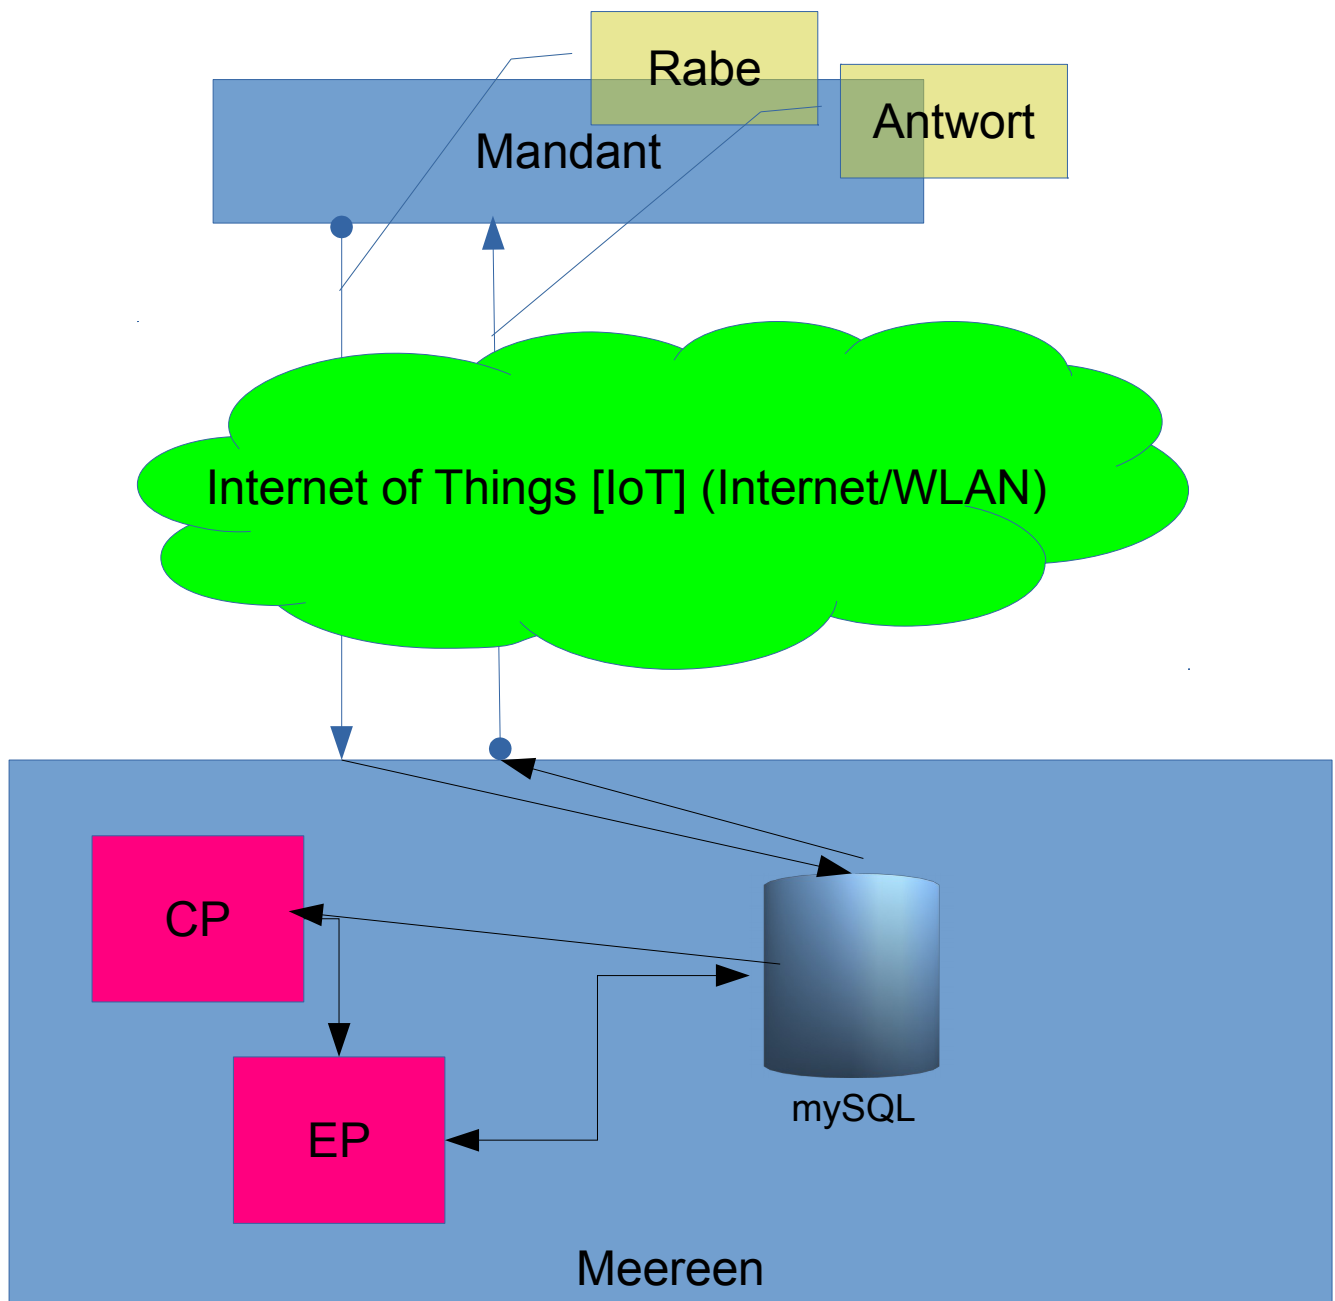 Rabe
Antwort
Mandant
Internet of Things [IoT] (Internet/WLAN)
CP
EP
mySQL
Meereen